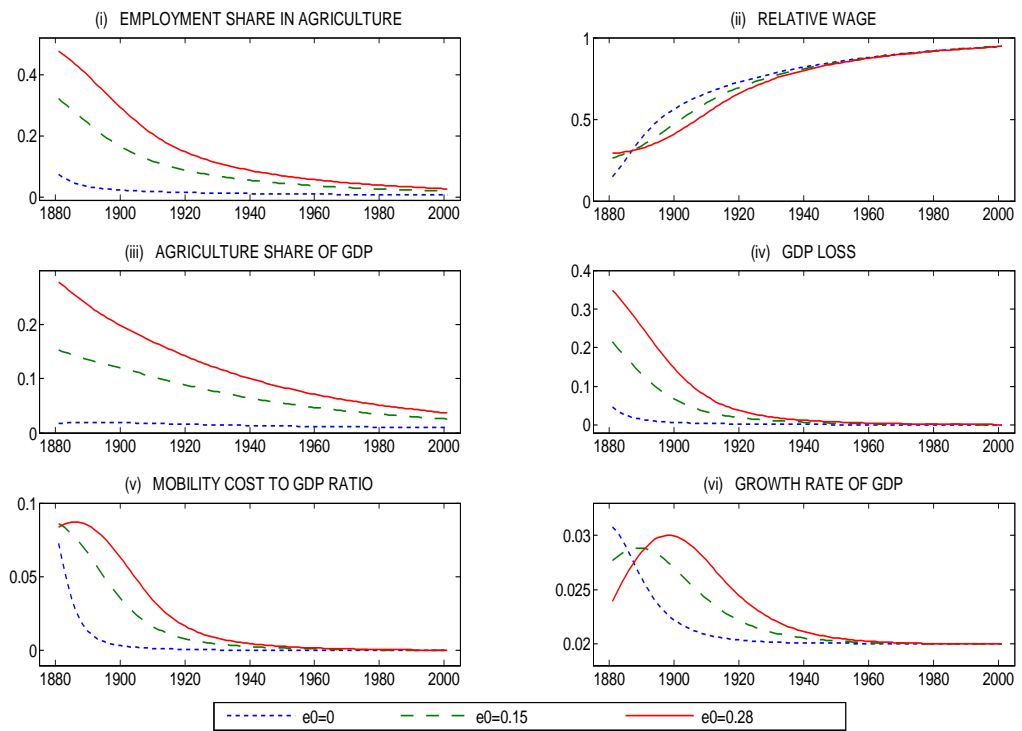 (i) EMPLOYMENT SHARE IN AGRICULTURE
0.4
0.2
0
1880 1900 1920 1940 1960 1980 2000
(ii) RELATIVE WAGE
1
0.5
0
1880 1900 1920 1940 1960 1980 2000
(iii) AGRICULTURE SHARE OF GDP
0.2
0.1
0
1880 1900 1920 1940 1960 1980 2000
(iv) GDP LOSS
0.4
0.3
0.2
0.1
0
1880 1900 1920 1940 1960 1980 2000
(v) MOBILITY COST TO GDP RATIO
0.1
0.05
0
1880 1900 1920 1940 1960 1980 2000
(vi) GROWTH RATE OF GDP
0.03
0.025
0.02
1880 1900 1920 1940 1960 1980 2000
e0=0 e0=0.15 e0=0.28